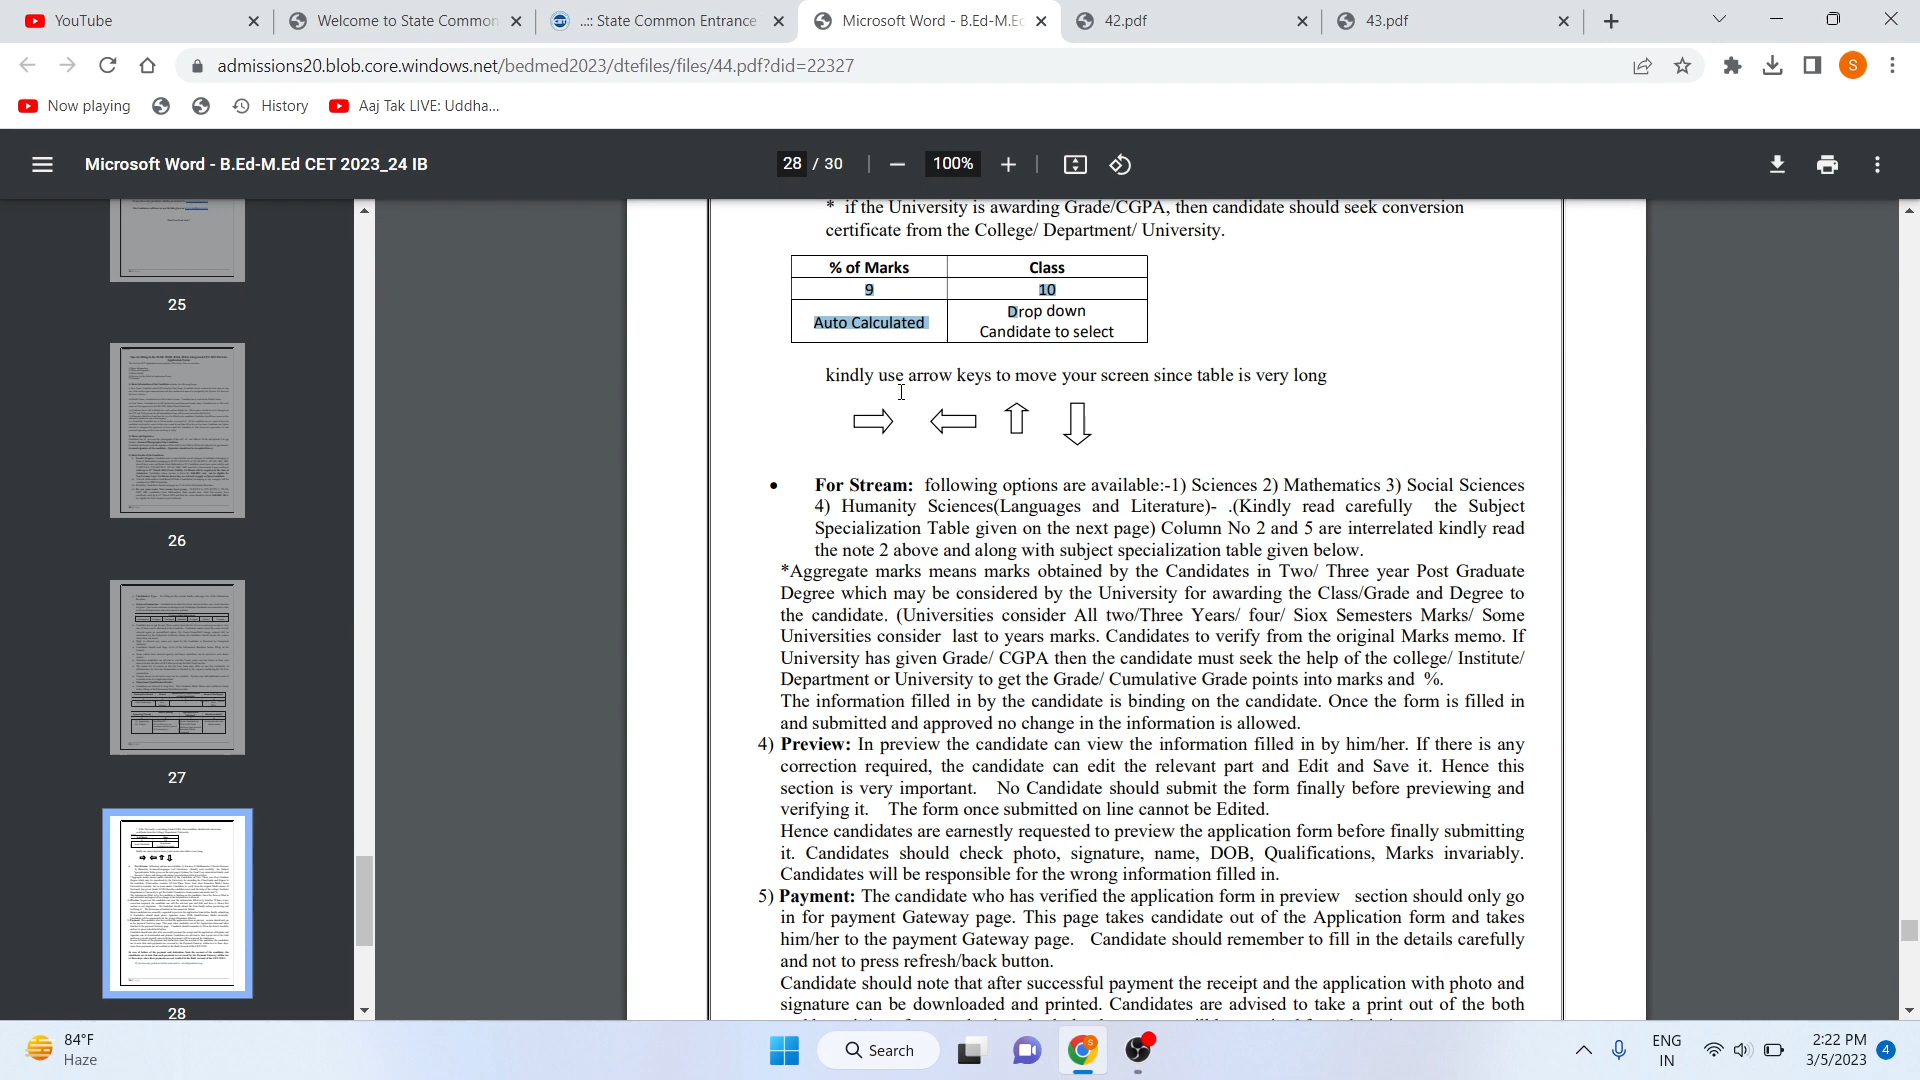 YouTube
Welcome to State Common
..:: State Common Entrance
Microsoft Word - B.Ed-M.Ed
42.pdf
43.pdf
admissions20.blob.core.windows.net/bedmed2023/dtefiles/files/44.pdf?did=22327
S
Now playing
History
Aaj Tak LIVE: Uddha...
Microsoft Word - B.Ed-M.Ed CET 2023_24 IB
28 / 30
100%
25
26
27
28
* if the University is awarding Grade/CGPA, then candidate should seek conversion
certificate from the College/ Department/ University.
% of Marks Class
9 10
Auto Calculated Drop down
Candidate to select
kindly use arrow keys to move your screen since table is very long
• For Stream: following options are available:-1) Sciences 2) Mathematics 3) Social Sciences
4) Humanity Sciences(Languages and Literature)- .(Kindly read carefully the Subject
Specialization Table given on the next page) Column No 2 and 5 are interrelated kindly read
the note 2 above and along with subject specialization table given below.
*Aggregate marks means marks obtained by the Candidates in Two/ Three year Post Graduate
Degree which may be considered by the University for awarding the Class/Grade and Degree to
the candidate. (Universities consider All two/Three Years/ four/ Siox Semesters Marks/ Some
Universities consider last to years marks. Candidates to verify from the original Marks memo. If
University has given Grade/ CGPA then the candidate must seek the help of the college/ Institute/
Department or University to get the Grade/ Cumulative Grade points into marks and %.
The information filled in by the candidate is binding on the candidate. Once the form is filled in
and submitted and approved no change in the information is allowed.
4) Preview: In preview the candidate can view the information filled in by him/her. If there is any
correction required, the candidate can edit the relevant part and Edit and Save it. Hence this
section is very important. No Candidate should submit the form finally before previewing and
verifying it. The form once submitted on line cannot be Edited.
Hence candidates are earnestly requested to preview the application form before finally submitting
it. Candidates should check photo, signature, name, DOB, Qualifications, Marks invariably.
Candidates will be responsible for the wrong information filled in.
5) Payment: The candidate who has verified the application form in preview section should only go
in for payment Gateway page. This page takes candidate out of the Application form and takes
him/her to the payment Gateway page. Candidate should remember to fill in the details carefully
and not to press refresh/back button.
Candidate should note that after successful payment the receipt and the application with photo and
signature can be downloaded and printed. Candidates are advised to take a print out of the both
84°F
Haze
Search
ENG
IN
2:22 PM
3/5/2023
4